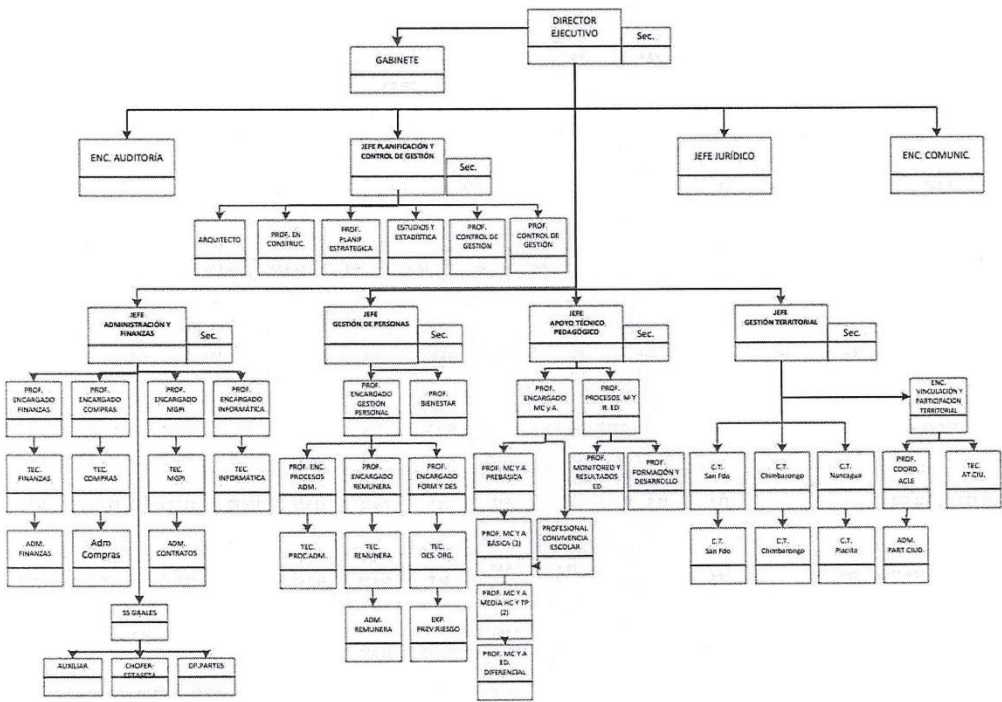 DIRECTOR
EJECUTIVO
Sec.
GABINETE
ENC. AUDITORÍA
JEFE PLANIFICACIÓN Y
CONTROL DE GESTIÓN
Sec.
JEFE JURÍDICO
ENC. COMUNIC.
ARQUITECTO
PROF. EN
CONSTRUC.
PROF.
PLANIF
ESTRATEGICA
ESTUDIOS Y
ESTADÍSTICA
PROF.
CONTROL DE
GESTION
PROF.
CONTROL DE
GESTIÓN
JEFE
ADMINISTRACIÓN Y
FINANZAS
Sec.
JEFE
GESTIÓN DE PERSONAS
Sec.
JEFE
APOYO TÉCNICO
PEDAGÓGICO
Sec.
JEFE
GESTIÓN TERRITORIAL
Sec.
PROF.
ENCARGADO
FINANZAS
PROF.
ENCARGADO
COMPRAS
PROF.
ENCARGADO
MGPI
PROF.
ENCARGADO
INFORMÁTICA
PROF.
ENCARGADO
GESTIÓN
PERSONAL
PROF.
BIENESTAR
PROF.
ENCARGADO
MC y A.
PROF.
PROCESOS. M Y
R. ED
ENC.
VINCULACIÓN Y
PARTICIPACIÓN
TERRITORIAL
TEC.
FINANZAS
TEC.
COMPRAS
TEC.
MGPI
TEC.
INFORMÁTICA
PROF. ENC.
PROCESOS
ADM.
PROF.
ENCARGADO
REMUNERA
PROF.
ENCARGADO
FORM Y DES
PROF. MC Y A
PREBÁSICA
PROF.
MONITOREO Y
RESULTADOS
ED.
PROF.
FORMACIÓN Y
DESARROLLO
C.T.
San Fdo
C.T.
Chimbarongo
C.T.
Nancagua
PROF.
COORD.
ACLE
TEC.
AT.CIU.
ADM.
FINANZAS
Adm
Compras
ADM.
CONTRATOS
TEC.
PROC.ADM.
TEC.
REMUNERA
TEC.
DES. ORG.
PROF. MC Y A
BÁSICA (3)
PROFESIONAL
CONVIVENCIA
ESCOLAR
C.T.
San Fdo
C.T.
Chimbarongo
C.T.
Placilla
ADM.
PART CIUD.
SS GRALES
ADM.
REMUNERA
EXP.
PREV.RIESGO
PROF. MC Y A
MEDIA HC Y TP
(2)
AUXILIAR
CHOFER-
ESTAFETA
OF.PARTES
PROF. MC Y A
ED.
DIFERENCIAL